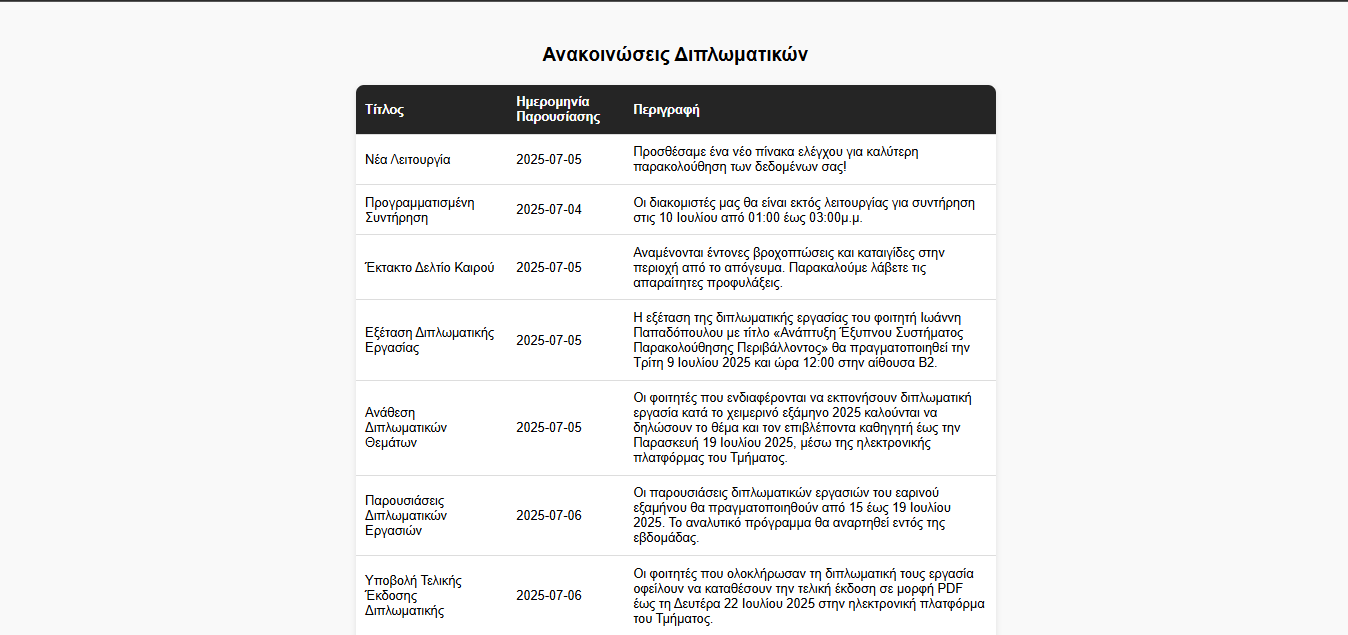 Ανακοινώσεις Διπλωματικών
Τίτλος
Ημερομηνία
Παρουσίασης
Περιγραφή
Νέα Λειτουργία
2025-07-05
Προσθέσαμε ένα νέο πίνακα ελέγχου για καλύτερη
παρακολούθηση των δεδομένων σας!
Προγραμματισμένη
Συντήρηση
2025-07-04
Οι διακομιστές μας θα είναι εκτός λειτουργίας για συντήρηση
στις 10 Ιουλίου από 01:00 έως 03:00μ.μ.
Έκτακτο Δελτίο Καιρού
2025-07-05
Αναμένονται έντονες βροχοπτώσεις και καταιγίδες στην
περιοχή από το απόγευμα. Παρακαλούμε λάβετε τις
απαραίτητες προφυλάξεις.
Εξέταση Διπλωματικής
Εργασίας
2025-07-05
Η εξέταση της διπλωματικής εργασίας του φοιτητή Ιωάννη
Παπαδόπουλου με τίτλο «Ανάπτυξη Έξυπνου Συστήματος
Παρακολούθησης Περιβάλλοντος» θα πραγματοποιηθεί την
Τρίτη 9 Ιουλίου 2025 και ώρα 12:00 στην αίθουσα Β2.
Ανάθεση
Διπλωματικών
Θεμάτων
2025-07-05
Οι φοιτητές που ενδιαφέρονται να εκπονήσουν διπλωματική
εργασία κατά το χειμερινό εξάμηνο 2025 καλούνται να
δηλώσουν το θέμα και τον επιβλέποντα καθηγητή έως την
Παρασκευή 19 Ιουλίου 2025, μέσω της ηλεκτρονικής
πλατφόρμας του Τμήματος.
Παρουσιάσεις
Διπλωματικών
Εργασιών
2025-07-06
Οι παρουσιάσεις διπλωματικών εργασιών του εαρινού
εξαμήνου θα πραγματοποιηθούν από 15 έως 19 Ιουλίου
2025. Το αναλυτικό πρόγραμμα θα αναρτηθεί εντός της
εβδομάδας.
Υποβολή Τελικής
Έκδοσης
Διπλωματικής
2025-07-06
Οι φοιτητές που ολοκλήρωσαν τη διπλωματική τους εργασία
οφείλουν να καταθέσουν την τελική έκδοση σε μορφή PDF
έως τη Δευτέρα 22 Ιουλίου 2025 στην ηλεκτρονική πλατφόρμα
του Τμήματος.